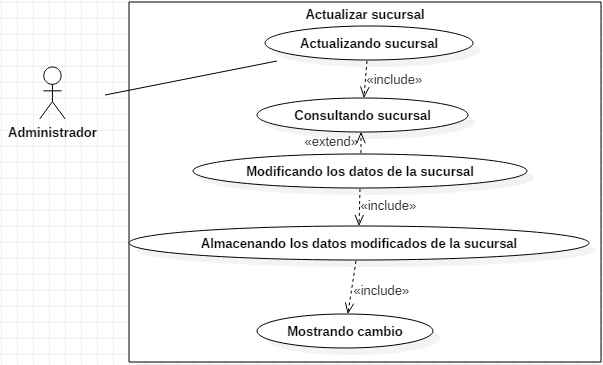 Actualizar sucursal
Actualizando sucursal
«include»
Administrador
Consultando sucursal
«extend»
Modificando los datos de la sucursal
«include»
Almacenando los datos modificados de la sucursal
«include»
Mostrando cambio